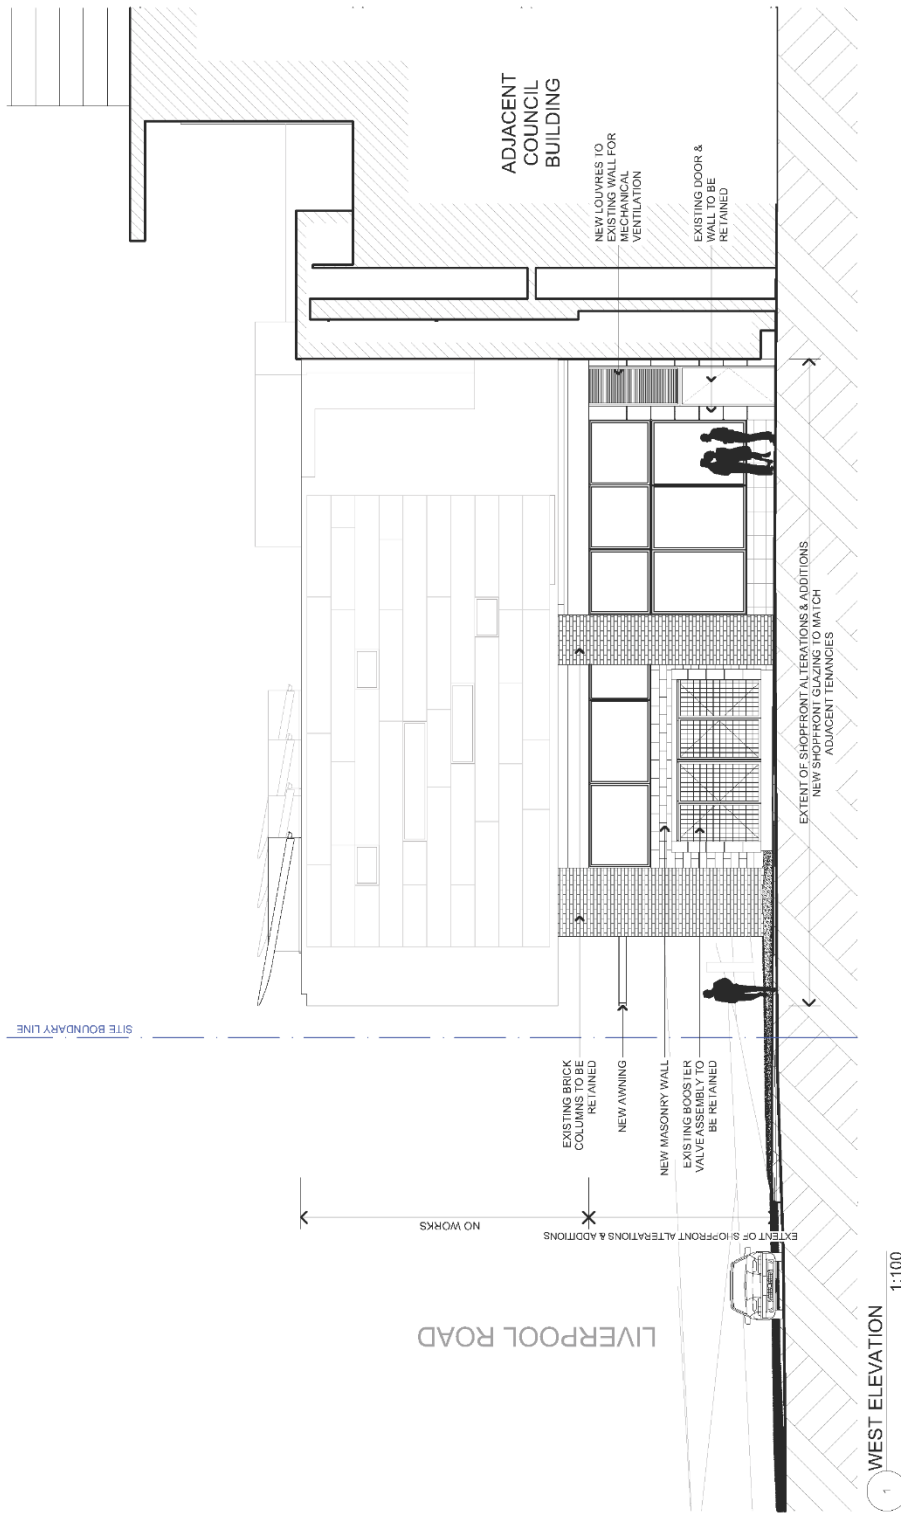 ADJACENT
COUNCIL
BUILDING
NEW LOUVRES TO
EXISTING WALL FOR
MECHANICAL
VENTILATION
EXISTING DOOR &
WALL TO BE
RETAINED
EXTENT OF SHOPFRONT ALTERATIONS & ADDITIONS
NEW SHOPFRONT GLAZING TO MATCH
ADJACENT TENANCIES
SITE BOUNDARY LINE
EXISTING BRICK
COLUMNS TO BE
RETAINED
NEW AWNING
NEW MASONRY WALL
EXISTING BOOSTER
VALVE ASSEMBLY TO
BE RETAINED
NO WORKS
EXTENT OF SHOPFRONT ALTERATIONS & ADDITIONS
LIVERPOOL ROAD
1
WEST ELEVATION
1:100